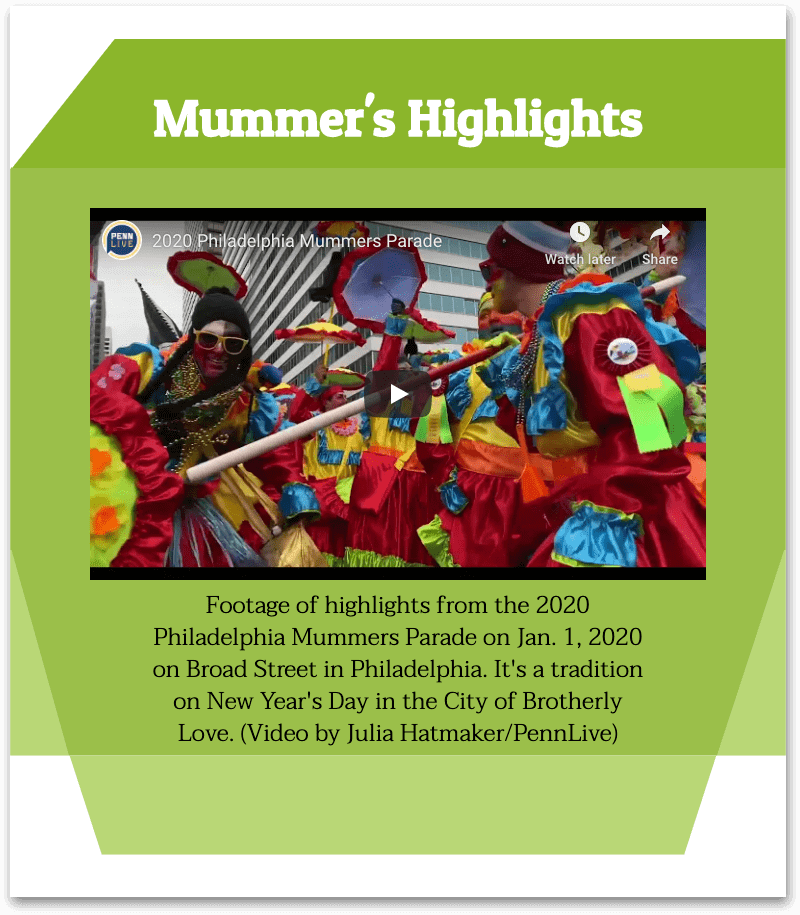 Mummer's Highlights
PENN
LIVE
2020 Philadelphia Mummers Parade
Watch later
Share
Footage of highlights from the 2020
Philadelphia Mummers Parade on Jan. 1, 2020
on Broad Street in Philadelphia. It's a tradition
on New Year's Day in the City of Brotherly
Love. (Video by Julia Hatmaker/PennLive)